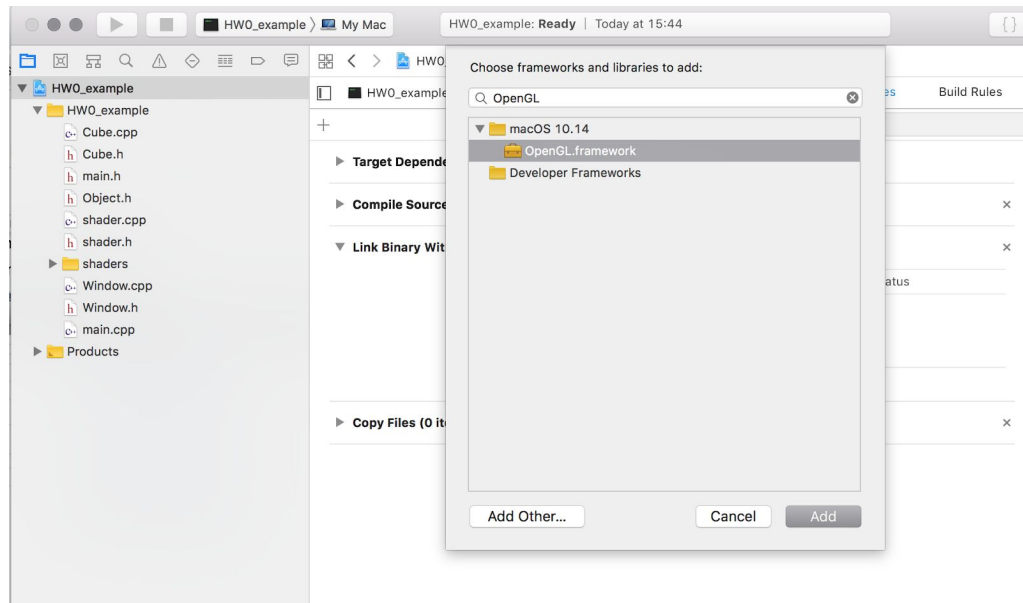 HW0_example 〉 My Mac
HW0_example: Ready | Today at 15:44
{ }
HW0_example
HW0_example
Cube.cpp
Cube.h
main.h
Object.h
shader.cpp
shader.h
shaders
Window.cpp
Window.h
main.cpp
Products
HW0
HW0_example
es
Build Rules
Target Depende
Compile Source
Link Binary Wit
atus
Copy Files (0 it
Choose frameworks and libraries to add:
OpenGL
macOS 10.14
OpenGL.framework
Developer Frameworks
Add Other...
Cancel
Add